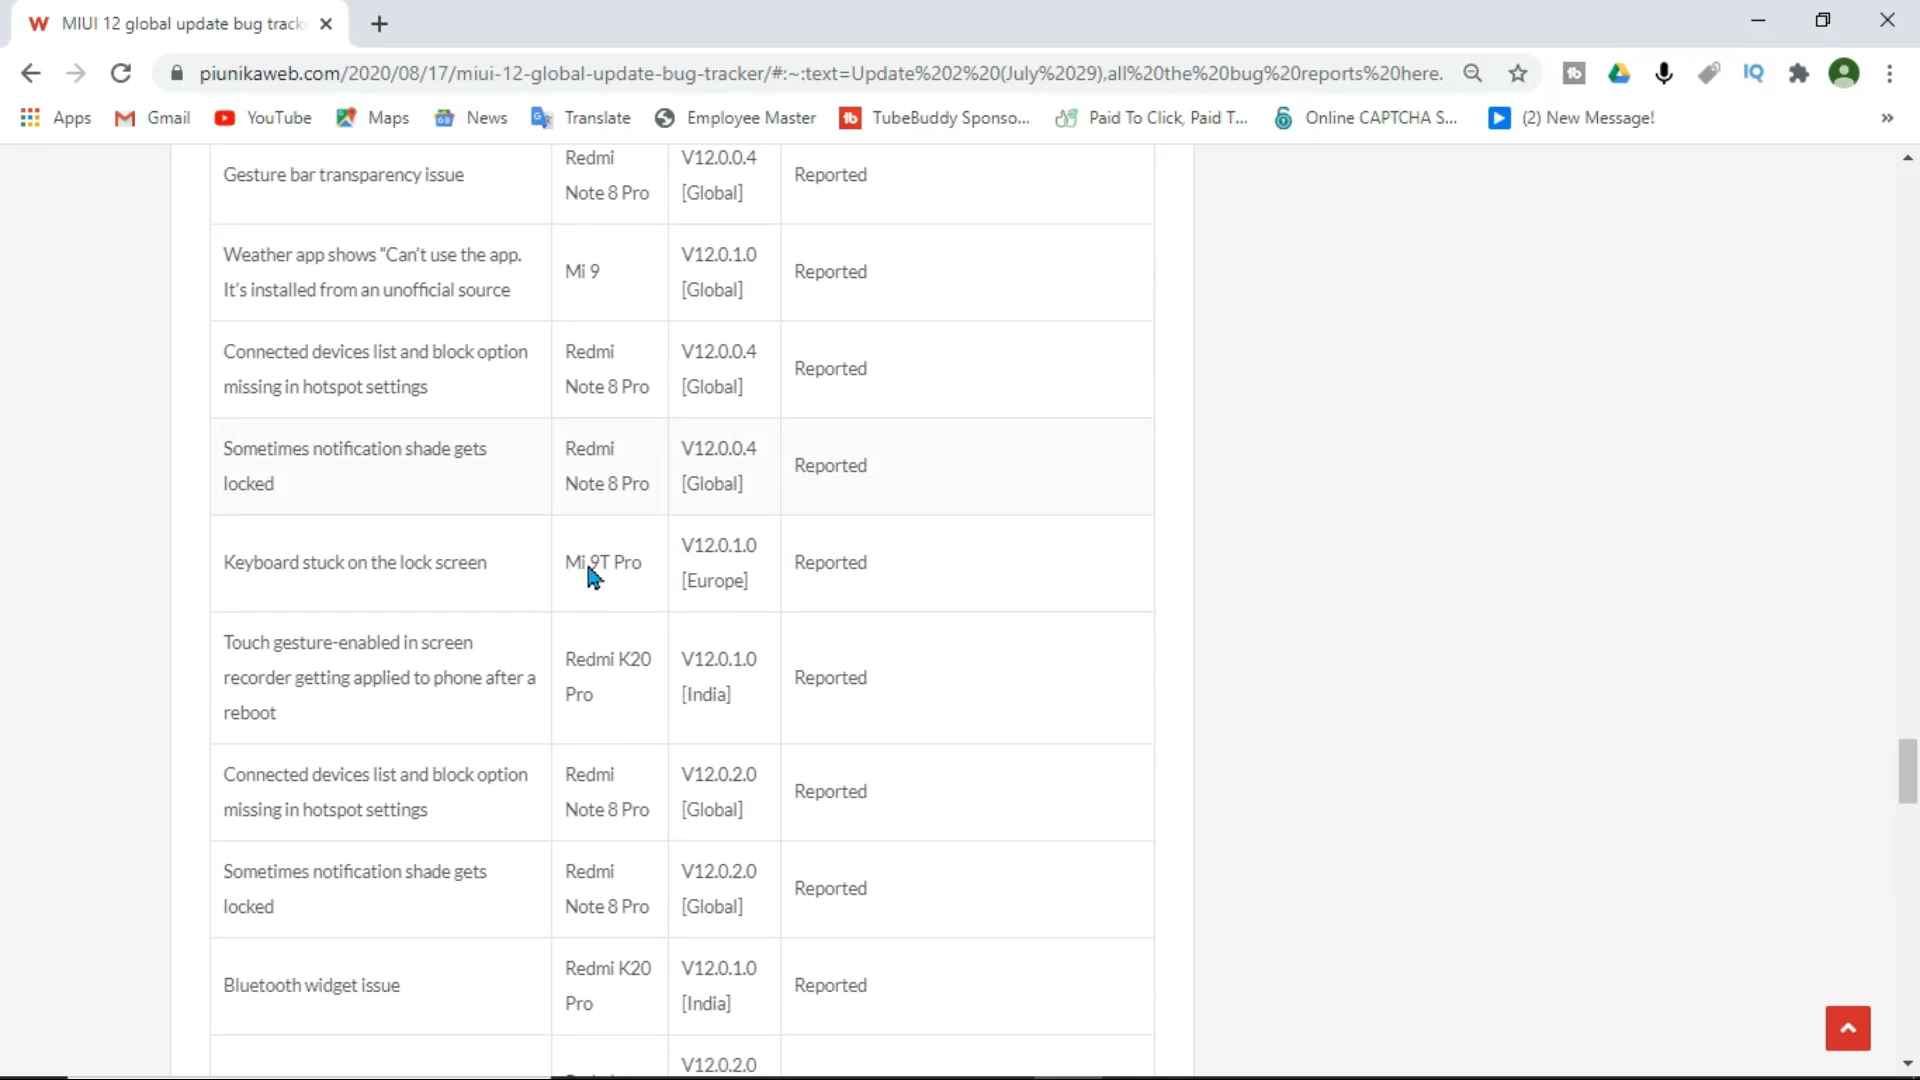 W MIUI 12 global update bug track
piunikaweb.com/2020/08/17/miui-12-global-update-bug-tracker/#:~:text=Update%202%20(July%2029),all%20the%20bug%20reports%20here.
tb
IQ
Apps
Gmail
YouTube
Maps
News
Translate
Employee Master
tb TubeBuddy Sponso...
Paid To Click, Paid T...
Online CAPTCHA S...
(2) New Message!
»
Gesture bar transparency issue
Redmi
Note 8 Pro
V12.0.0.4
[Global]
Reported
Weather app shows "Can't use the app.
It's installed from an unofficial source
Mi 9
V12.0.1.0
[Global]
Reported
Connected devices list and block option
missing in hotspot settings
Redmi
Note 8 Pro
V12.0.0.4
[Global]
Reported
Sometimes notification shade gets
locked
Redmi
Note 8 Pro
V12.0.0.4
[Global]
Reported
Keyboard stuck on the lock screen
Mi 9T Pro
V12.0.1.0
[Europe]
Reported
Touch gesture-enabled in screen
recorder getting applied to phone after a
reboot
Redmi K20
Pro
V12.0.1.0
[India]
Reported
Connected devices list and block option
missing in hotspot settings
Redmi
Note 8 Pro
V12.0.2.0
[Global]
Reported
Sometimes notification shade gets
locked
Redmi
Note 8 Pro
V12.0.2.0
[Global]
Reported
Bluetooth widget issue
Redmi K20
Pro
V12.0.1.0
[India]
Reported
V12.0.2.0